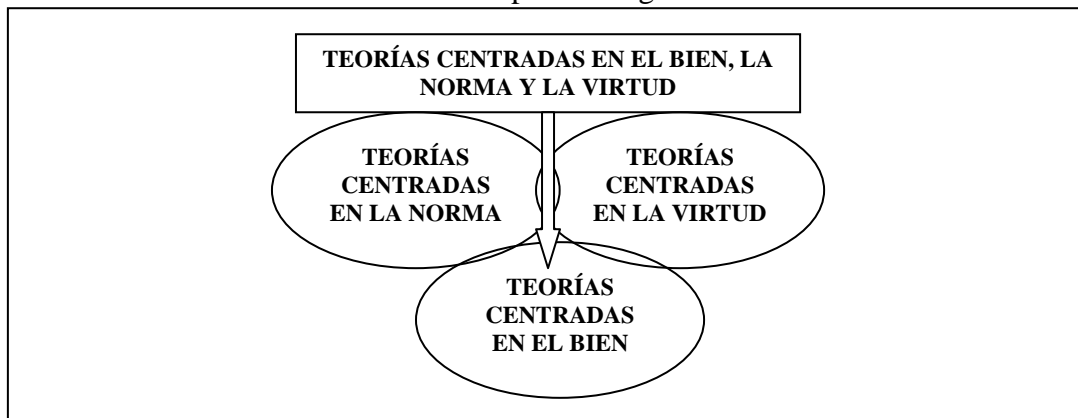 TEORÍAS CENTRADAS EN EL BIEN, LA
NORMA Y LA VIRTUD
TEORÍAS
CENTRADAS
EN LA NORMA
TEORÍAS
CENTRADAS
EN LA VIRTUD
TEORÍAS
CENTRADAS
EN EL BIEN